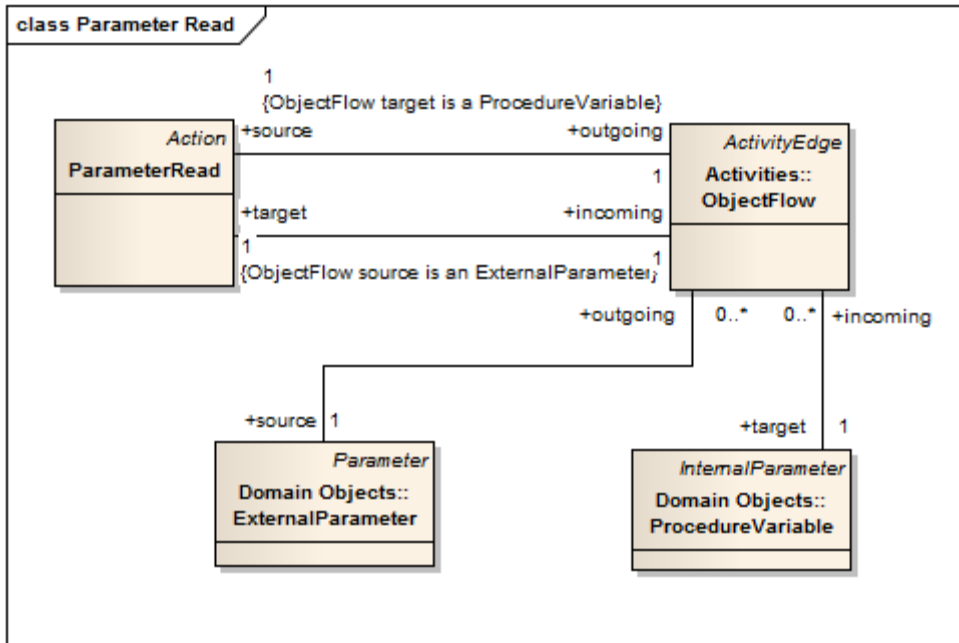 class Parameter Read
1
{ObjectFlow target is a ProcedureVariable}
+source
+outgoing
Action
ParameterRead
ActivityEdge
Activities::
ObjectFlow
1
+target
+incoming
1
1
{ObjectFlow source is an ExternalParameter}
+outgoing
0..*
0..*
+incoming
+source
1
+target
1
Parameter
Domain Objects::
ExternalParameter
InternalParameter
Domain Objects::
ProcedureVariable